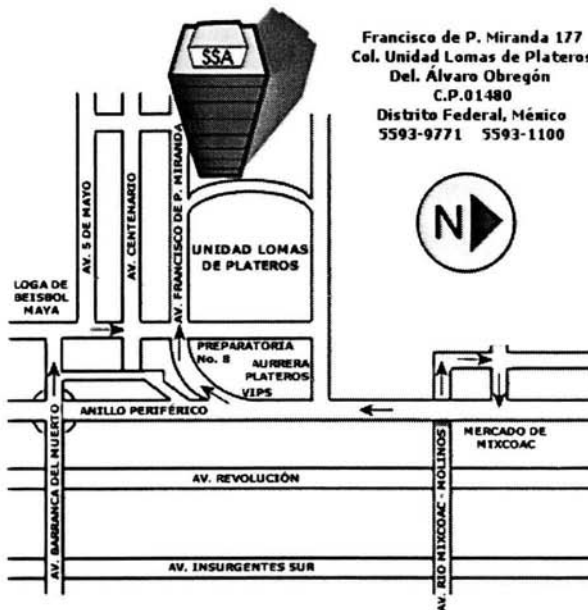 SSA
Francisco de P. Miranda 177
Col. Unidad Lomas de Plateros
Del. Álvaro Obregón
C.P.01480
Distrito Federal, México
5593-9771 5593-1100
N
AV. 5 DE MAYO
AV. CENTENARIO
AV. FRANCISCO DE P. MIRANDA
UNIDAD LOMAS
DE PLATEROS
LOGA DE
BEISBOL
MAYA
PREPARATORIA
No. 8
AURRERA
PLATEROS
VIPS
ANILLO PERIFÉRICO
MERCADO DE
MIXCOAC
AV. BARRANCA DEL MUERTO
AV. REVOLUCIÓN
AV. RIO MIXCOAC - MOLINOS
AV. INSURGENTES SUR